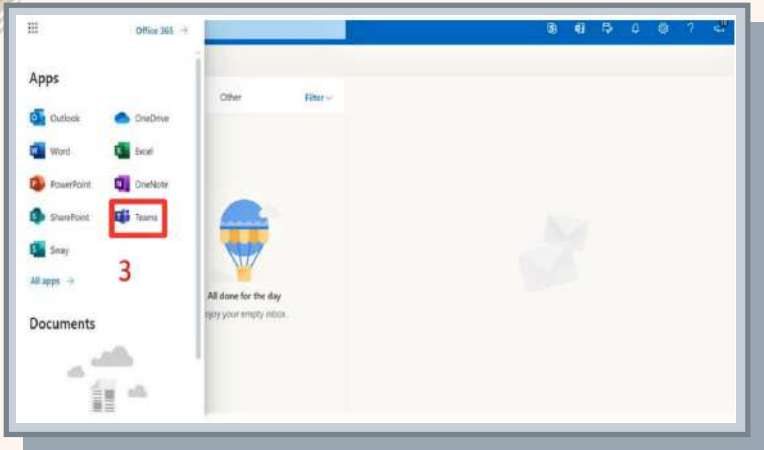 Office 365 →
Apps
Outlook OneDrive
Word Excel
PowerPoint OneNote
SharePoint Teams
Sway
All apps →
3
Documents
Other Filter
All done for the day
njoy your empty inbox.